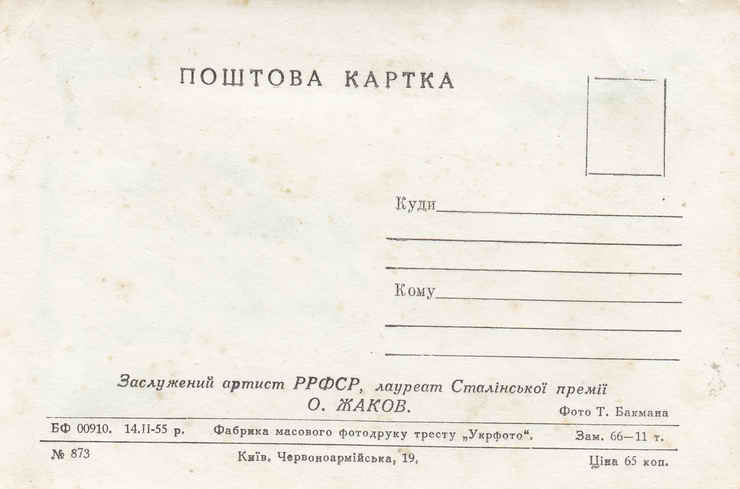 ПОШТОВА КАРТКА
Куди
Кому
Заслужений артист РРФСР, лауреат Сталінської премії
О. ЖАКОВ.
Фото Т. Бакмана
БФ 00910. 14.II-55 р. Фабрика масового фотодруку тресту „Укрфото“. Зам. 66—11 т.
№ 873 Київ, Червоноармійська, 19, Ціна 65 коп.